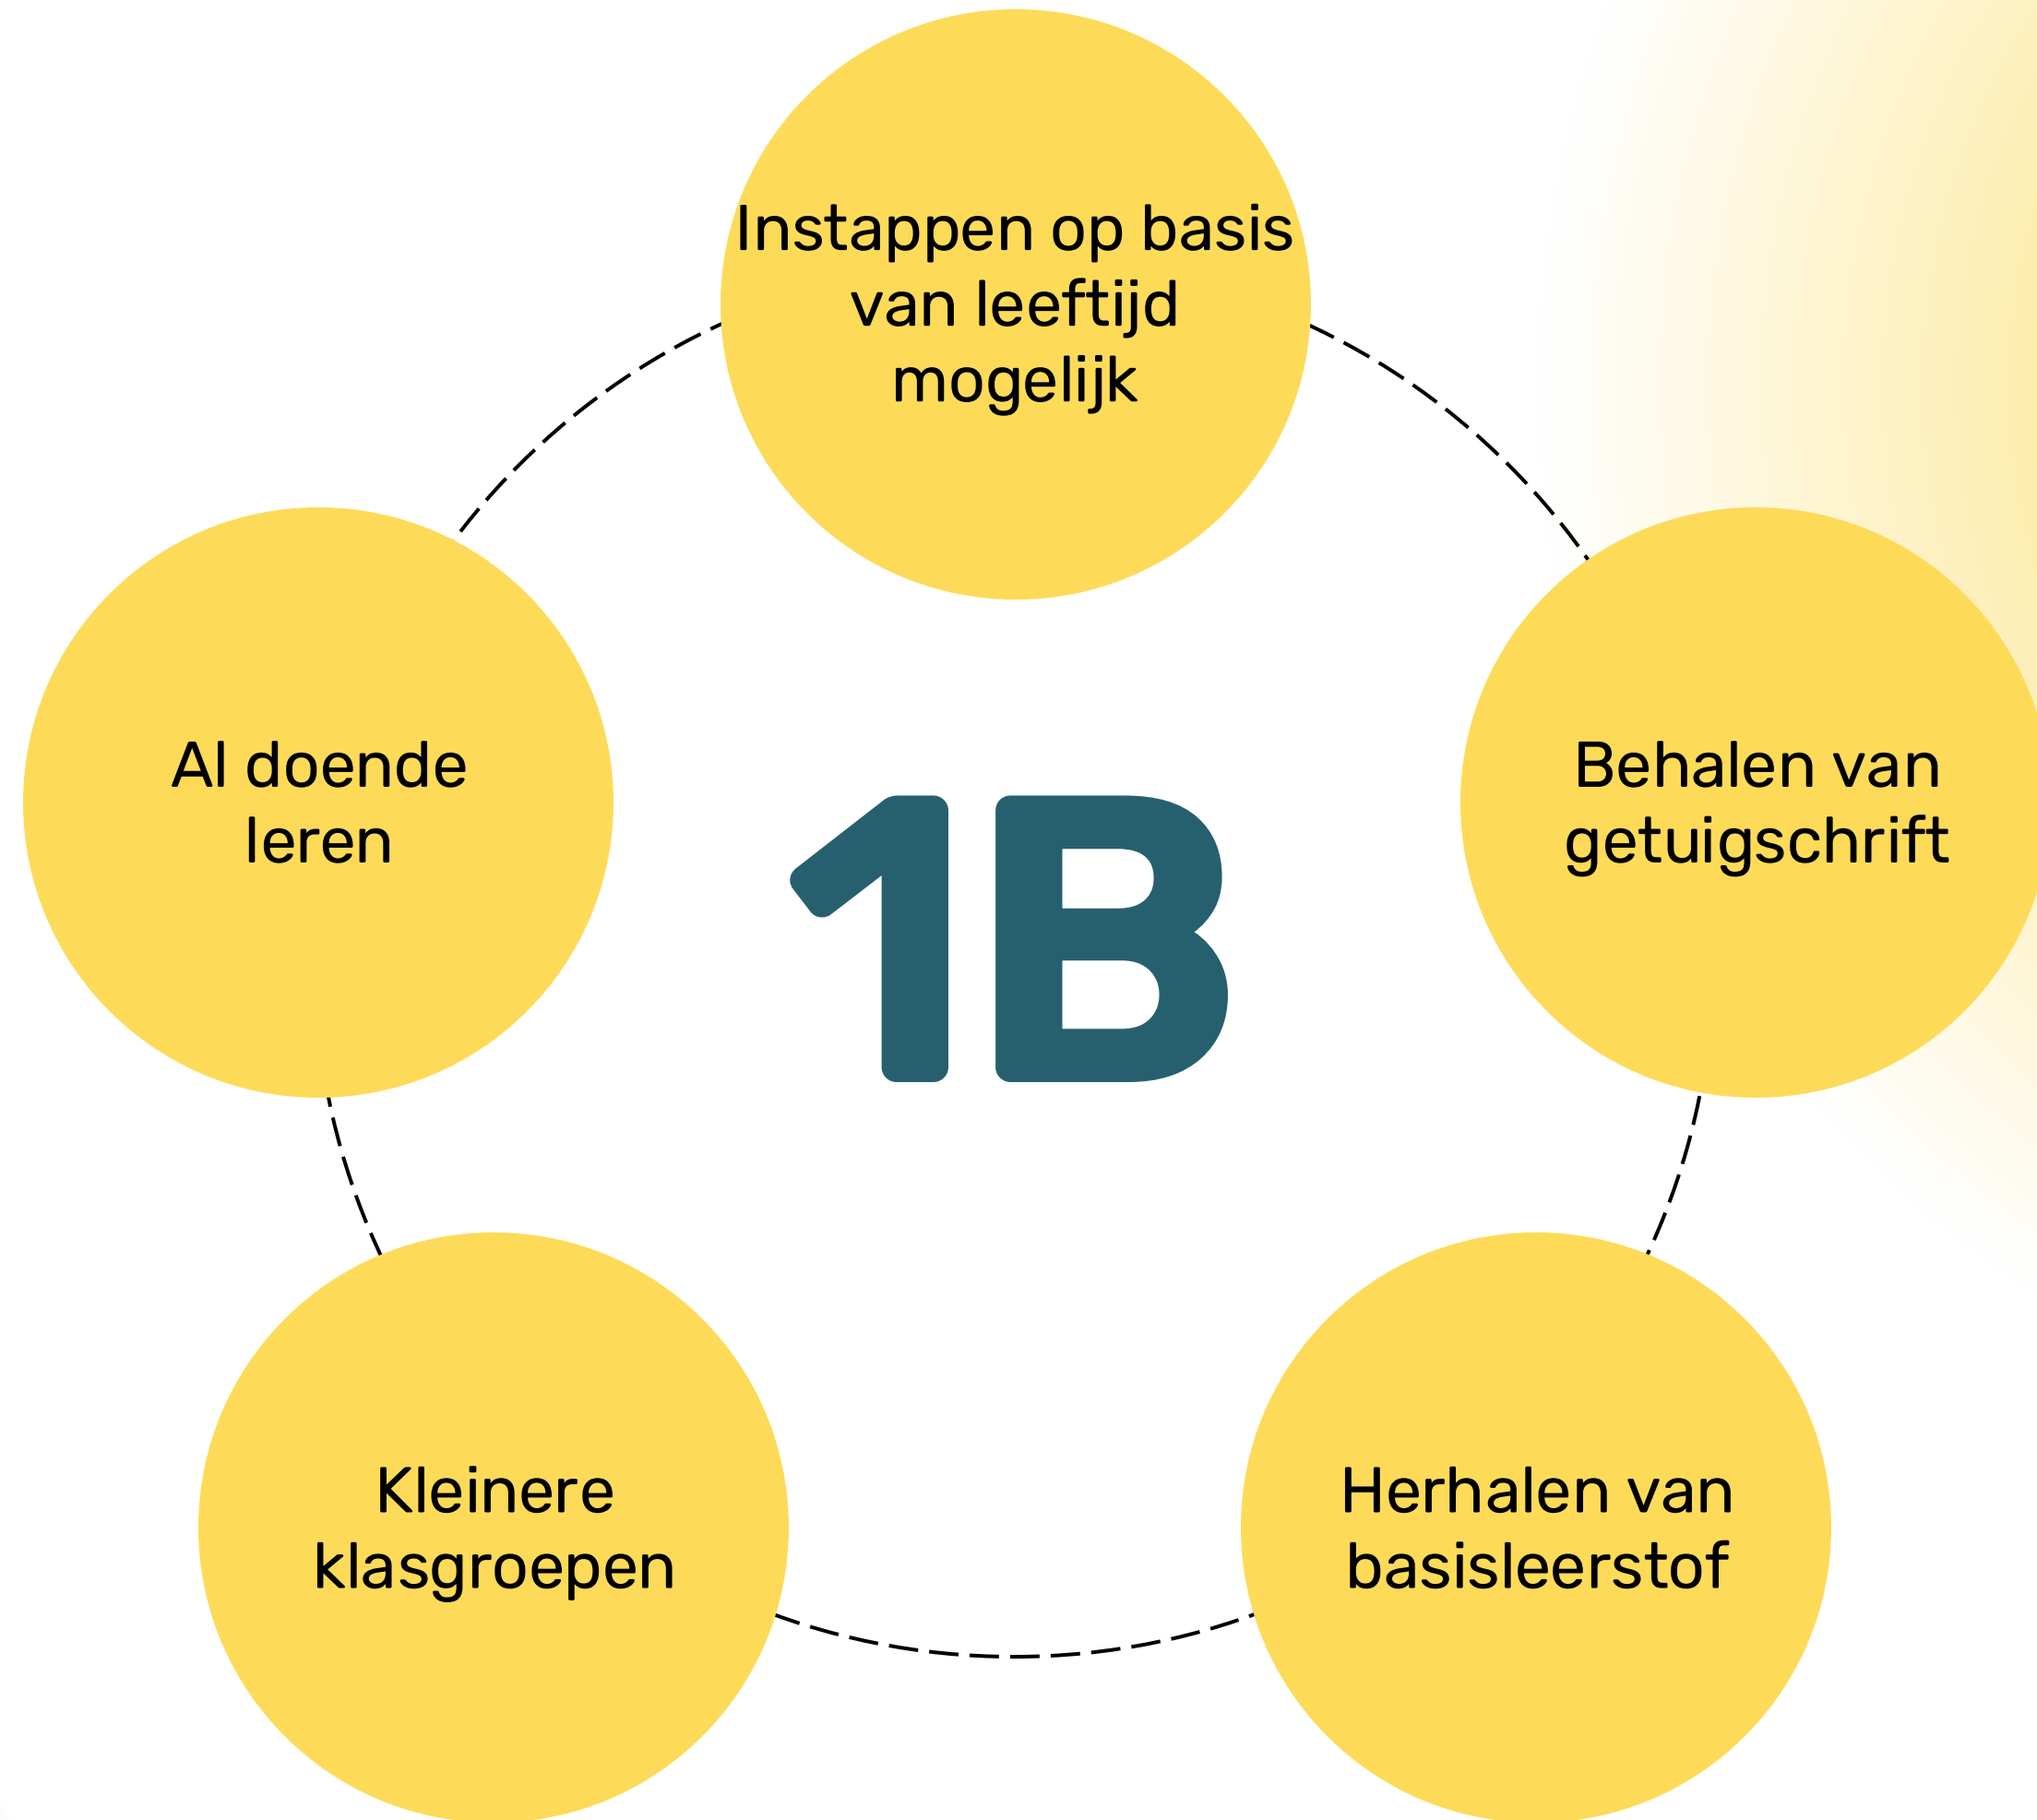 Instappen op basis
van leeftijd
mogelijk
Al doende
leren
Behalen van
getuigschrift
1B
Kleinere
klasgroepen
Herhalen van
basisleerstof